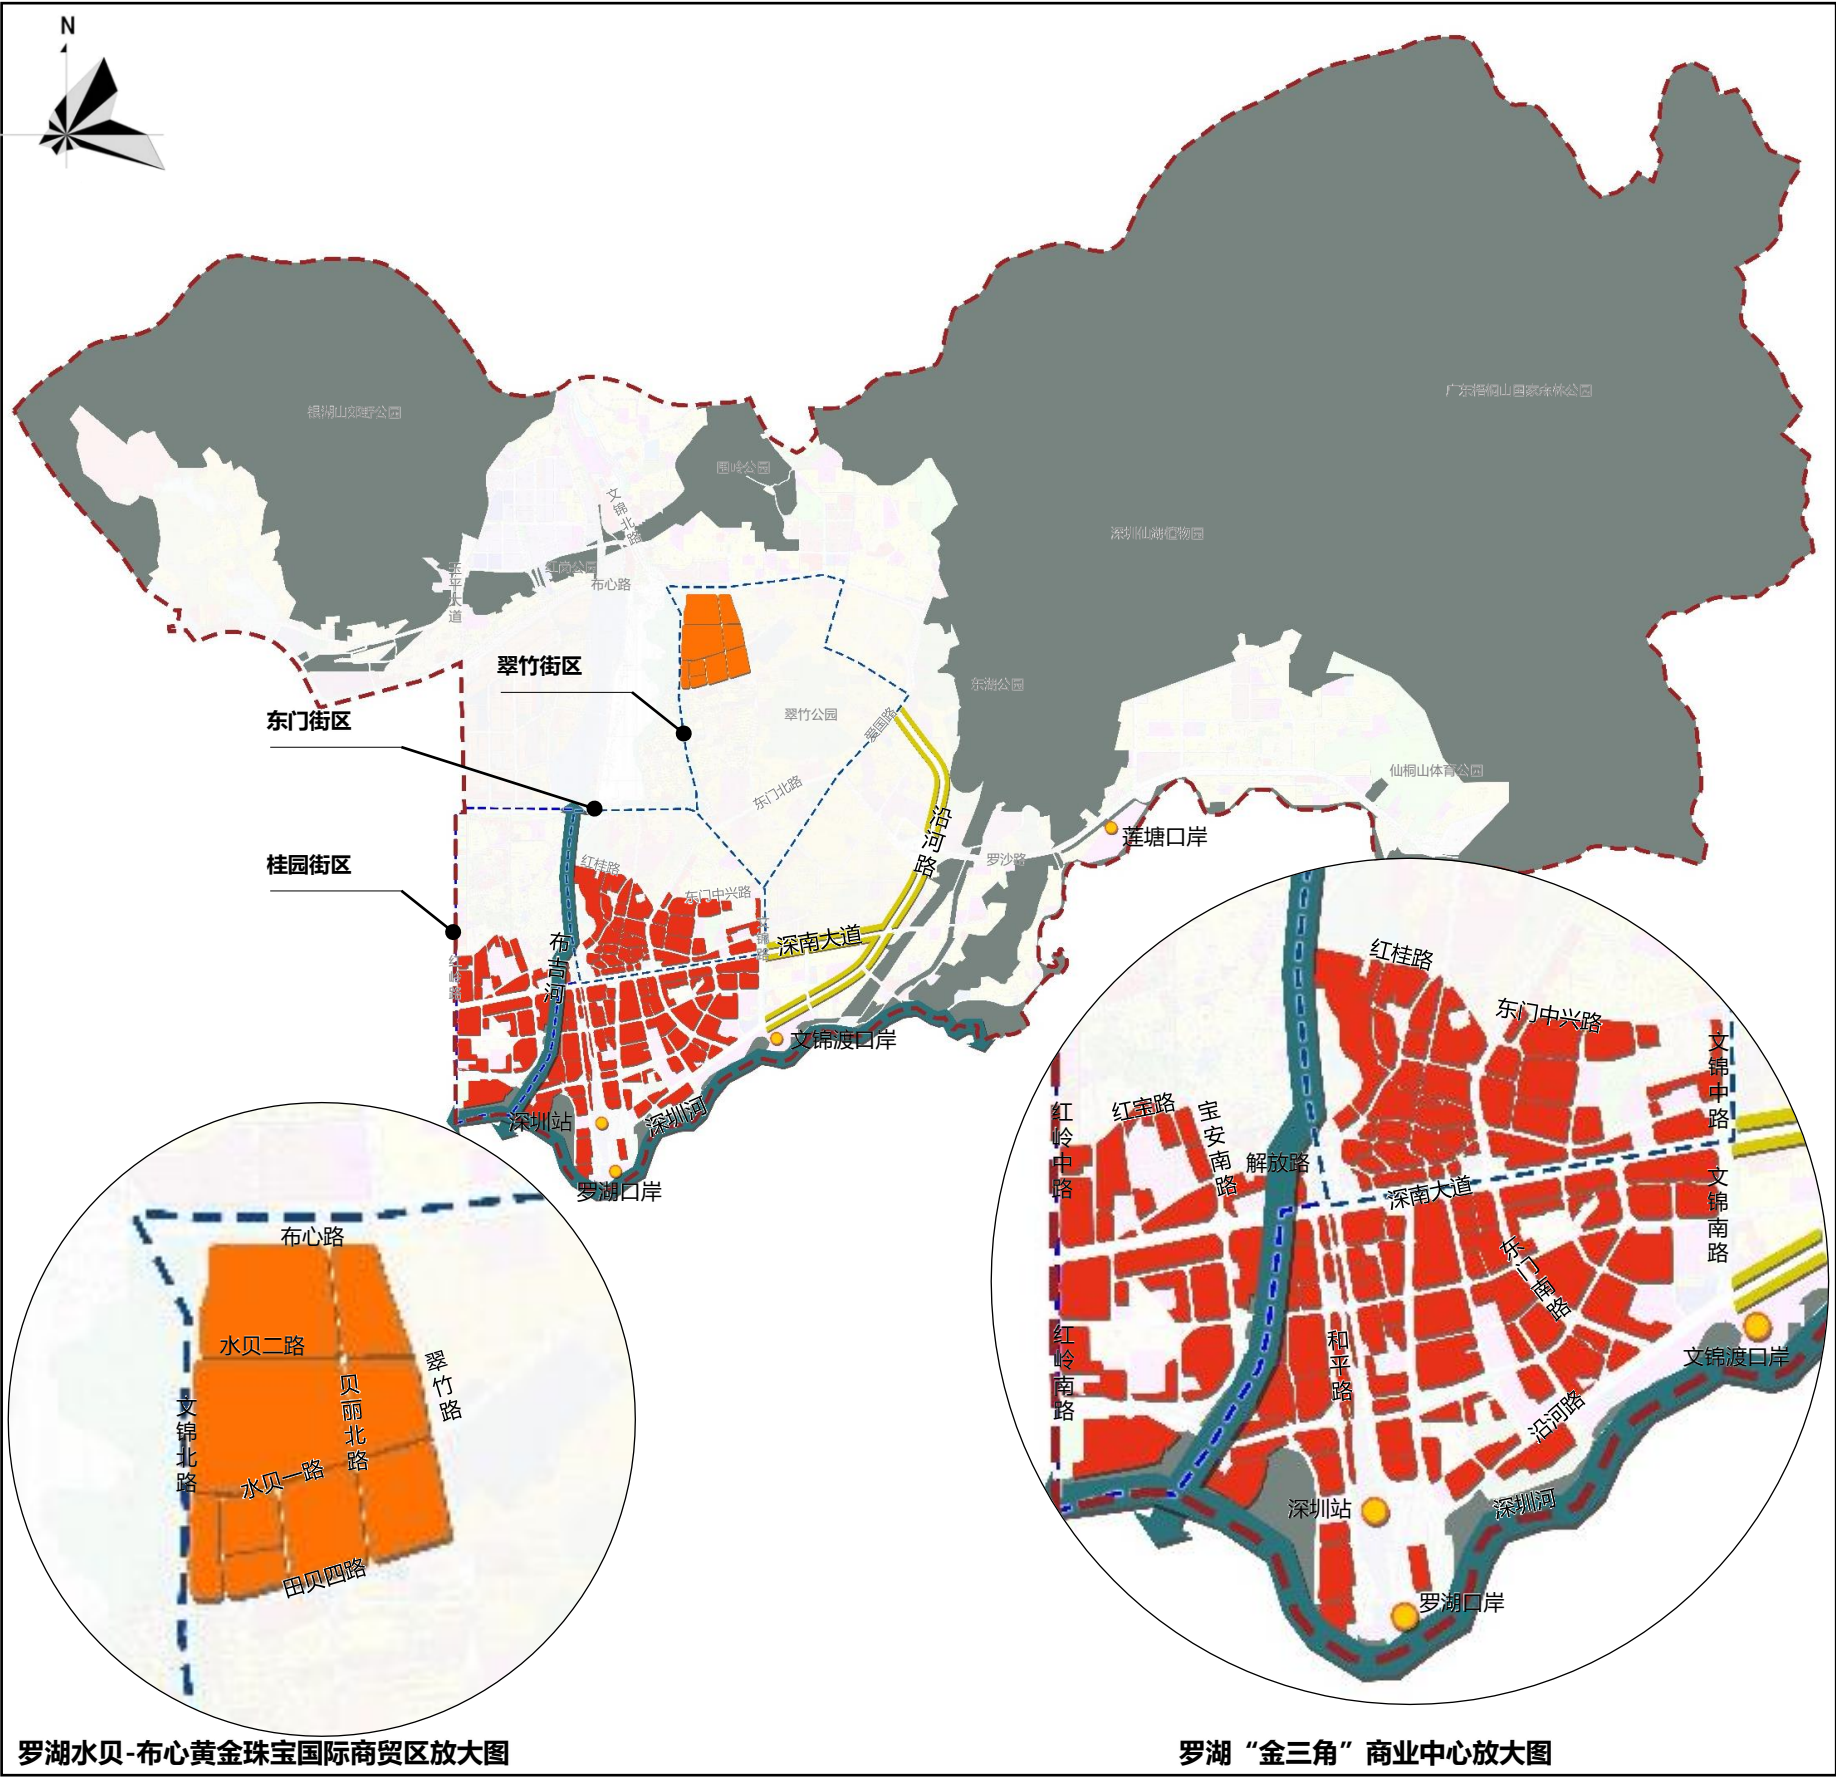 N
银湖山郊野公园
广东梧桐山国家森林公园
围岭公园
文锦北路
深圳仙湖植物园
红岗公园
布心路
翠竹街区
东湖公园
东门街区
翠竹公园
爱国路
仙桐山体育公园
东门北路
沿河路
莲塘口岸
罗沙路
桂园街区
红桂路
东门中兴路
深南大道
布吉河
红岭路
文锦渡口岸
深圳站
深圳河
罗湖口岸
布心路
水贝二路
翠竹路
贝丽北路
文锦北路
水贝一路
田贝四路
红桂路
东门中兴路
文锦中路
红宝路
宝安南路
红岭中路
解放路
深南大道
文锦南路
东门南路
和平路
红岭南路
文锦渡口岸
沿河路
深圳站
深圳河
罗湖口岸
罗湖水贝-布心黄金珠宝国际商贸区放大图
罗湖“金三角”商业中心放大图